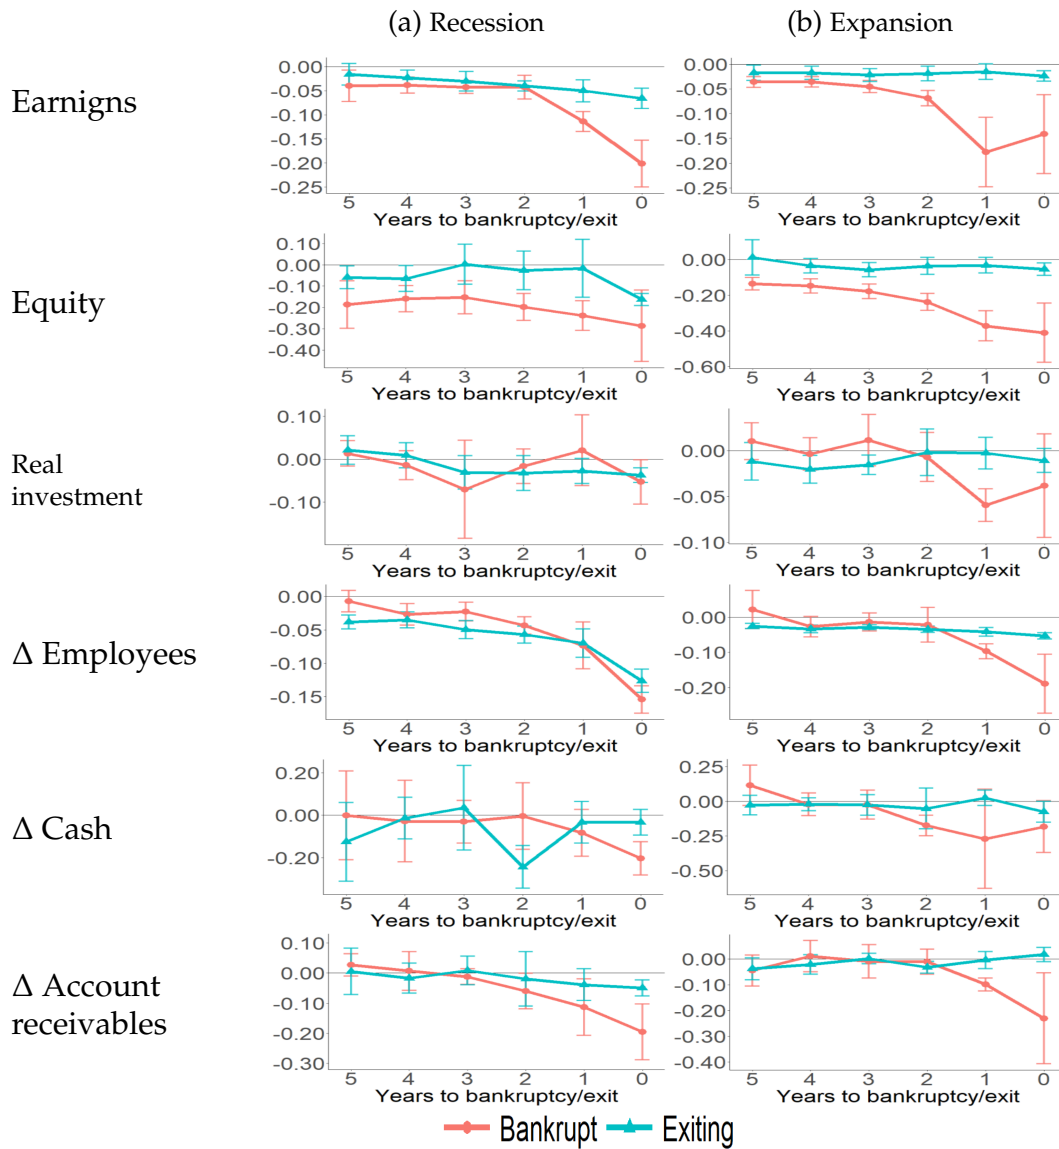 (a) Recession (b) Expansion
Earnigns
0.00
-0.05
-0.10
-0.15
-0.20
-0.25
5 4 3 2 1 0
Years to bankruptcy/exit
0.00
-0.05
-0.10
-0.15
-0.20
-0.25
5 4 3 2 1 0
Years to bankruptcy/exit
Equity
0.10
0.00
-0.10
-0.20
-0.30
-0.40
5 4 3 2 1 0
Years to bankruptcy/exit
0.00
-0.20
-0.40
-0.60
5 4 3 2 1 0
Years to bankruptcy/exit
Real
investment
0.10
0.00
-0.10
5 4 3 2 1 0
Years to bankruptcy/exit
0.00
-0.05
-0.10
5 4 3 2 1 0
Years to bankruptcy/exit
Δ Employees
0.00
-0.05
-0.10
-0.15
5 4 3 2 1 0
Years to bankruptcy/exit
0.00
-0.10
-0.20
5 4 3 2 1 0
Years to bankruptcy/exit
Δ Cash
0.20
0.00
-0.20
5 4 3 2 1 0
Years to bankruptcy/exit
0.25
0.00
-0.25
-0.50
5 4 3 2 1 0
Years to bankruptcy/exit
Δ Account
receivables
0.10
0.00
-0.10
-0.20
-0.30
5 4 3 2 1 0
Years to bankruptcy/exit
0.10
0.00
-0.10
-0.20
-0.30
-0.40
5 4 3 2 1 0
Years to bankruptcy/exit
Bankrupt Exiting